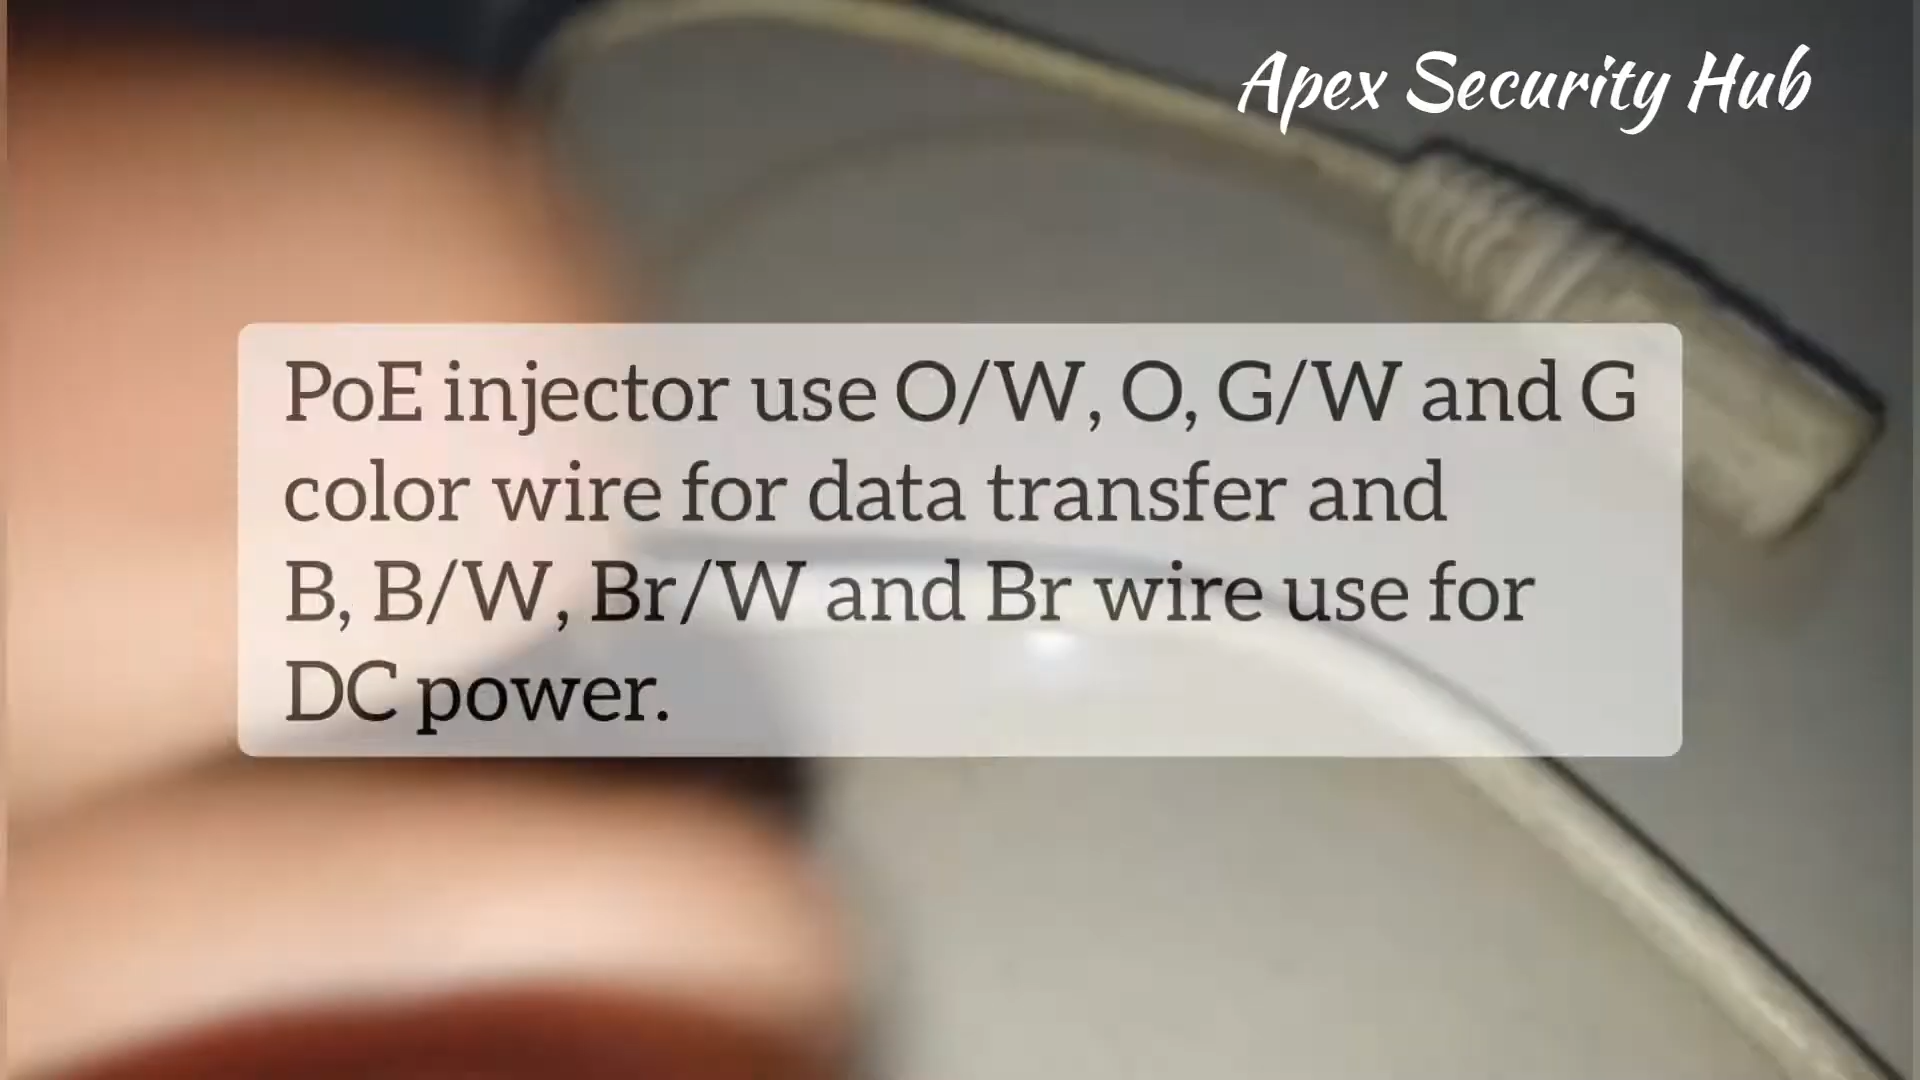 Apex Security Hub
PoE injector use O/W, O, G/W and G
color wire for data transfer and
B, B/W, Br/W and Br wire use for
DC power.